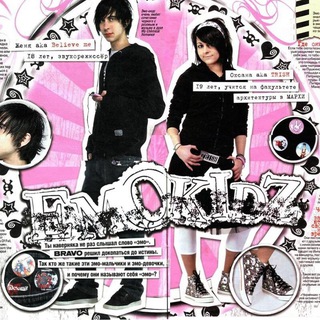 Женя aka Believe me
18 лет, звукорежиссёр
Оксана aka TRISH
19 лет, учится на факультете
архитектуры в МАРХИ
EMOKIDZ
Ты наверняка не раз слышал слово «эмо».
BRAVO решил докопаться до истины.
Так кто же такие эти эмо-мальчики и эмо-девочки,
и почему они называют себя «эмо»?